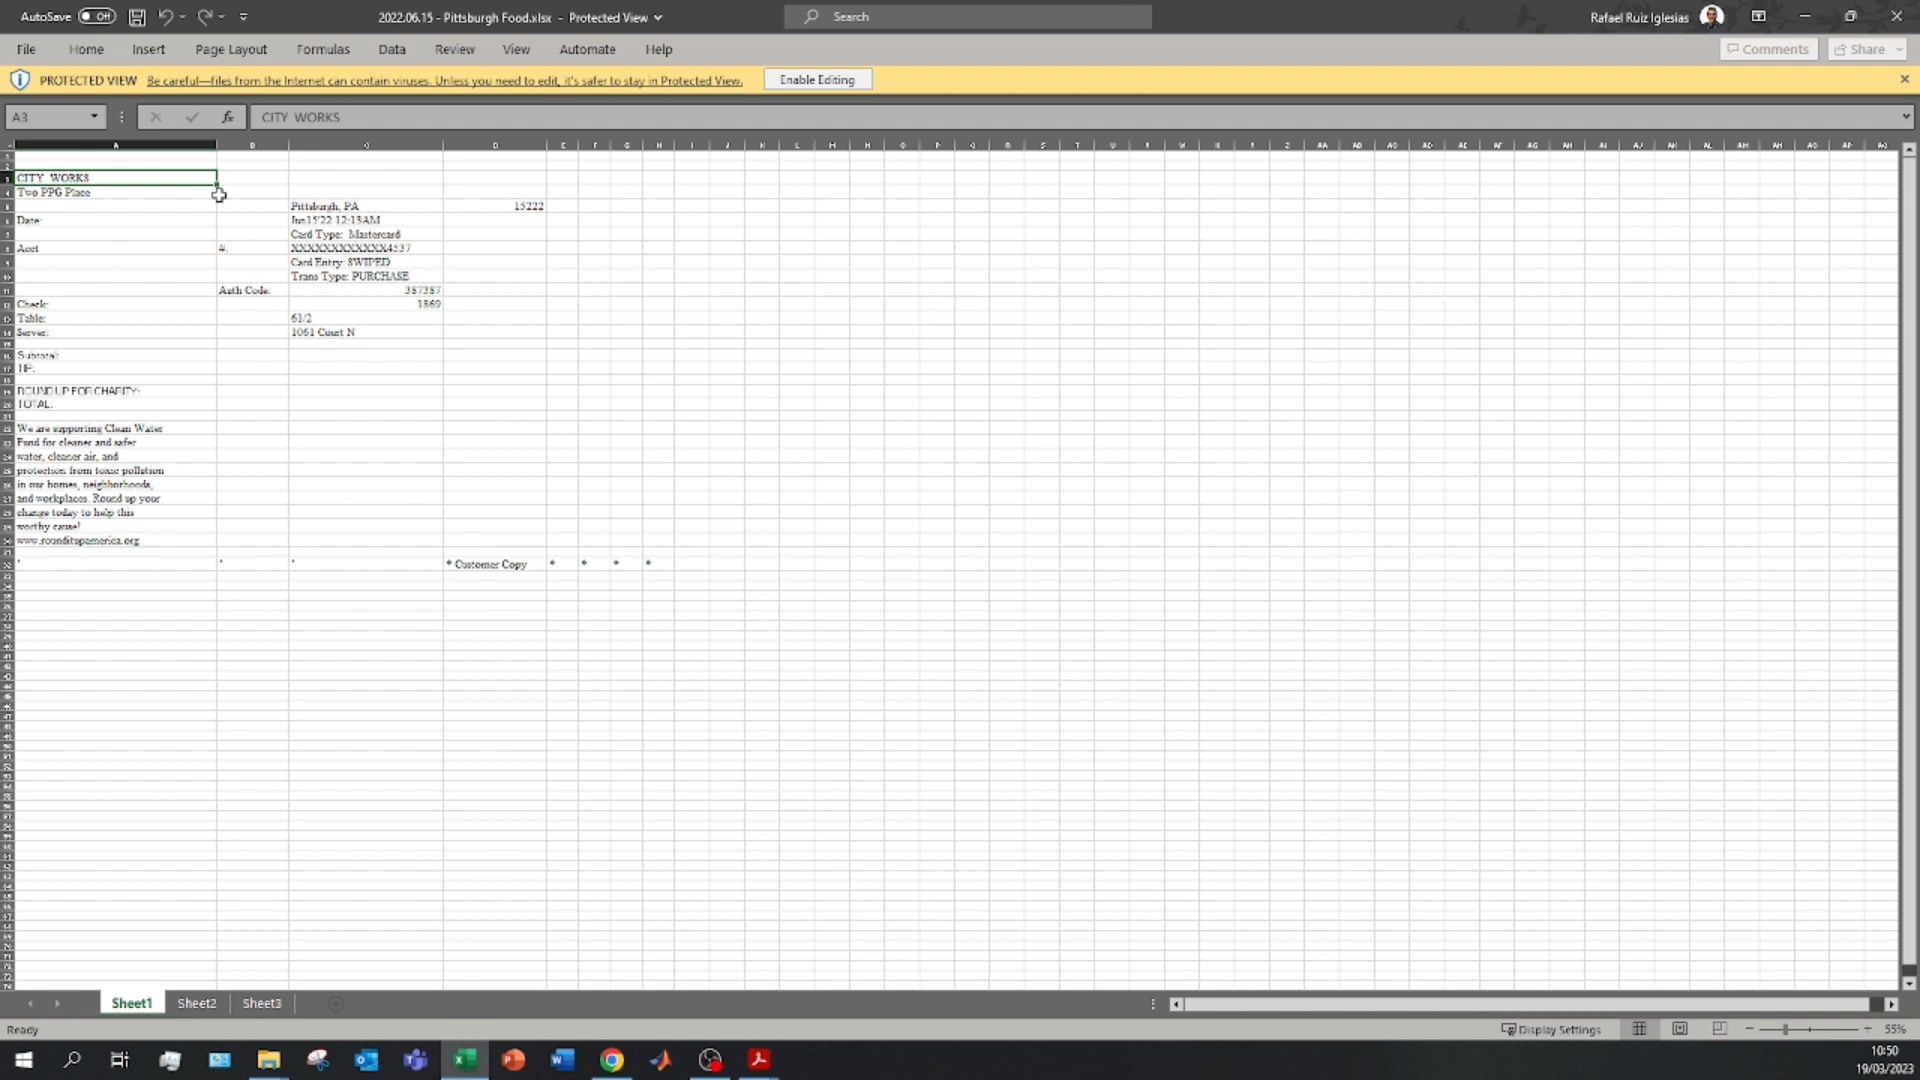 AutoSave Off 2022.06.15 - Pittsburgh Food.xlsx - Protected View Search Rafael Ruiz Iglesias
File Home Insert Page Layout Formulas Data Review View Automate Help Comments Share
PROTECTED VIEW Be careful—files from the Internet can contain viruses. Unless you need to edit, it's safer to stay in Protected View. Enable Editing
A3 fx CITY WORKS
CITY WORKS
Two PPG Place
Pittsburgh, PA 15222
Date: Jun15'22 12:13AM
Card Type: Mastercard
Acct #: XXXXXXXXXXXX4537
Card Entry: SWIPED
Trans Type: PURCHASE
Auth Code: 387387
Check: 1869
Table: 61/2
Server: 1061 Court N
Subtotal:
TIP:
ROUND UP FOR CHARITY:
TOTAL:
We are supporting Clean Water
Fund for cleaner and safer
water, cleaner air, and
protection from toxic pollution
in our homes, neighborhoods,
and workplaces. Round up your
change today to help this
worthy cause!
www.rounditupamerica.org
* * * * Customer Copy * * * *
Sheet1 Sheet2 Sheet3
Ready Display Settings 55%
10:50
19/03/2023